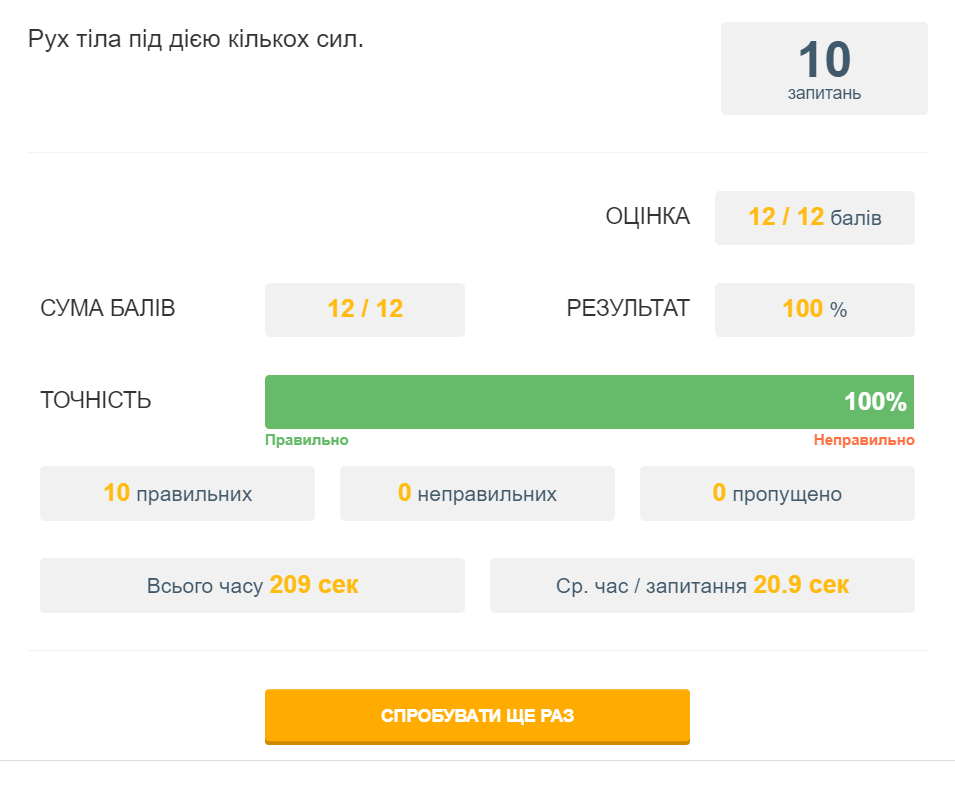 Рух тіла під дією кількох сил.
10
запитань
ОЦІНКА 12 / 12 балів
СУМА БАЛІВ 12 / 12 РЕЗУЛЬТАТ 100 %
ТОЧНІСТЬ 100%
Правильно Неправильно
10 правильних 0 неправильних 0 пропущено
Всього часу 209 сек Ср. час / запитання 20.9 сек
СПРОБУВАТИ ЩЕ РАЗ